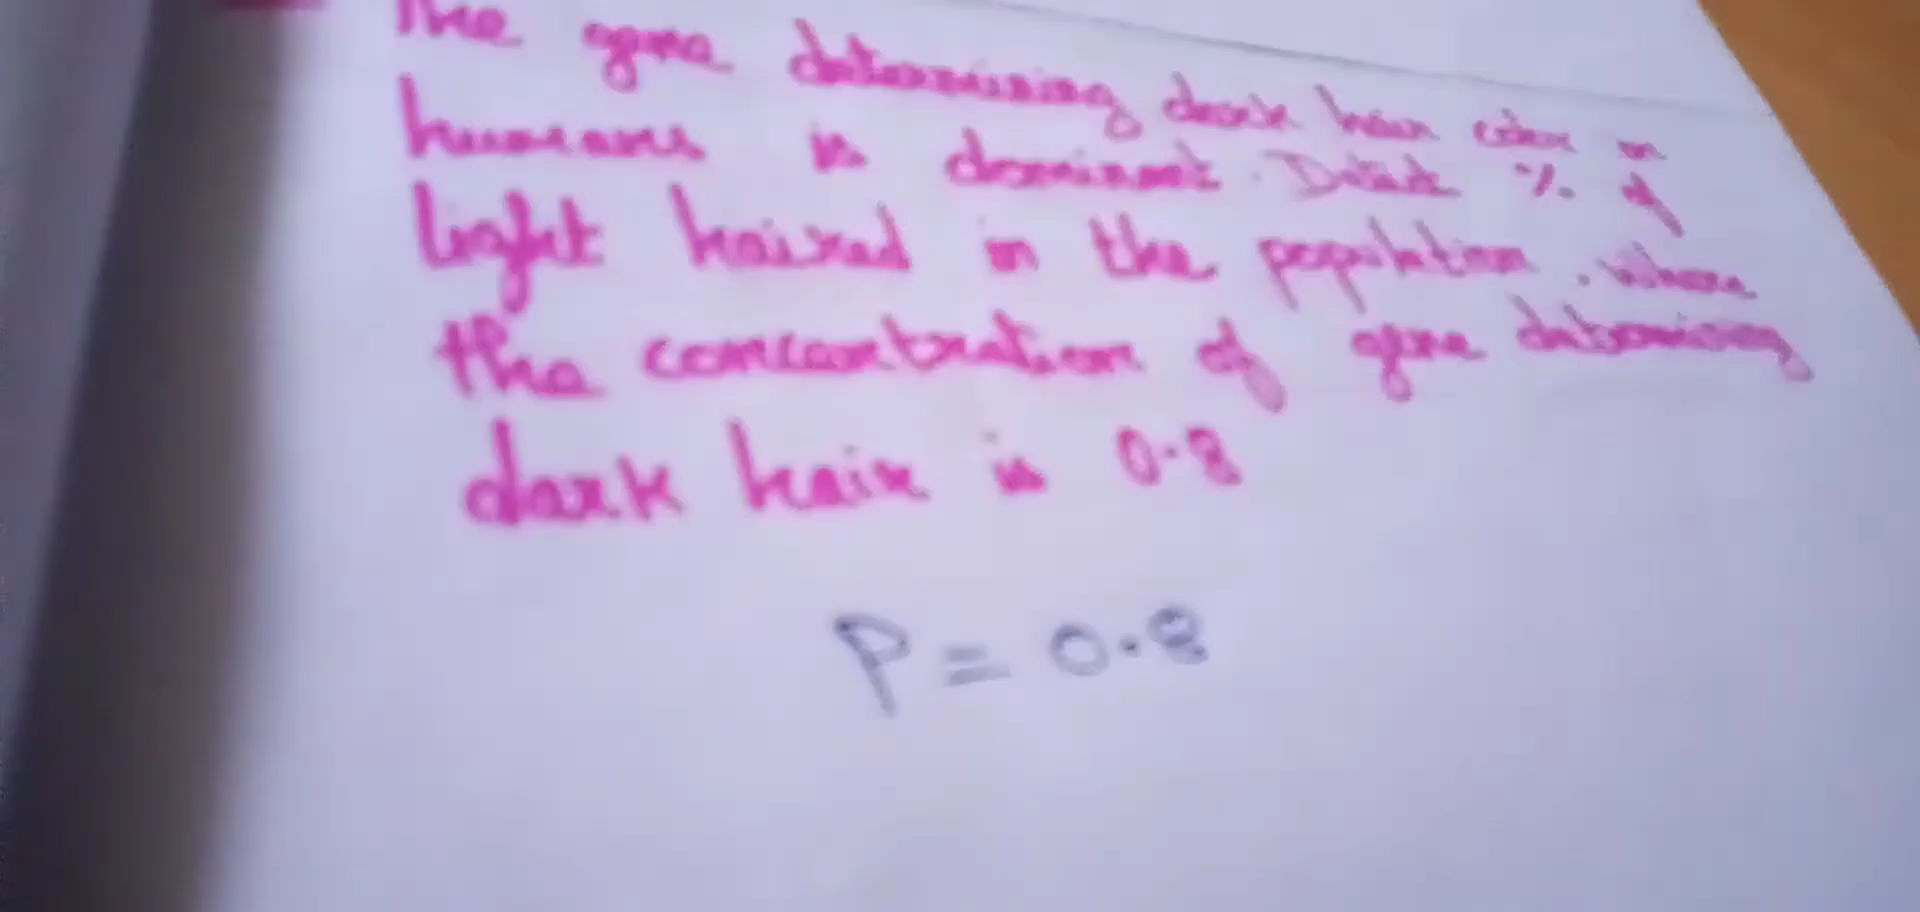 The gene determining dark hair color in
humans is dominant. Detect % of
light haired in the population. where
the concentration of gene determining
dark hair is 0.8
P = 0.8